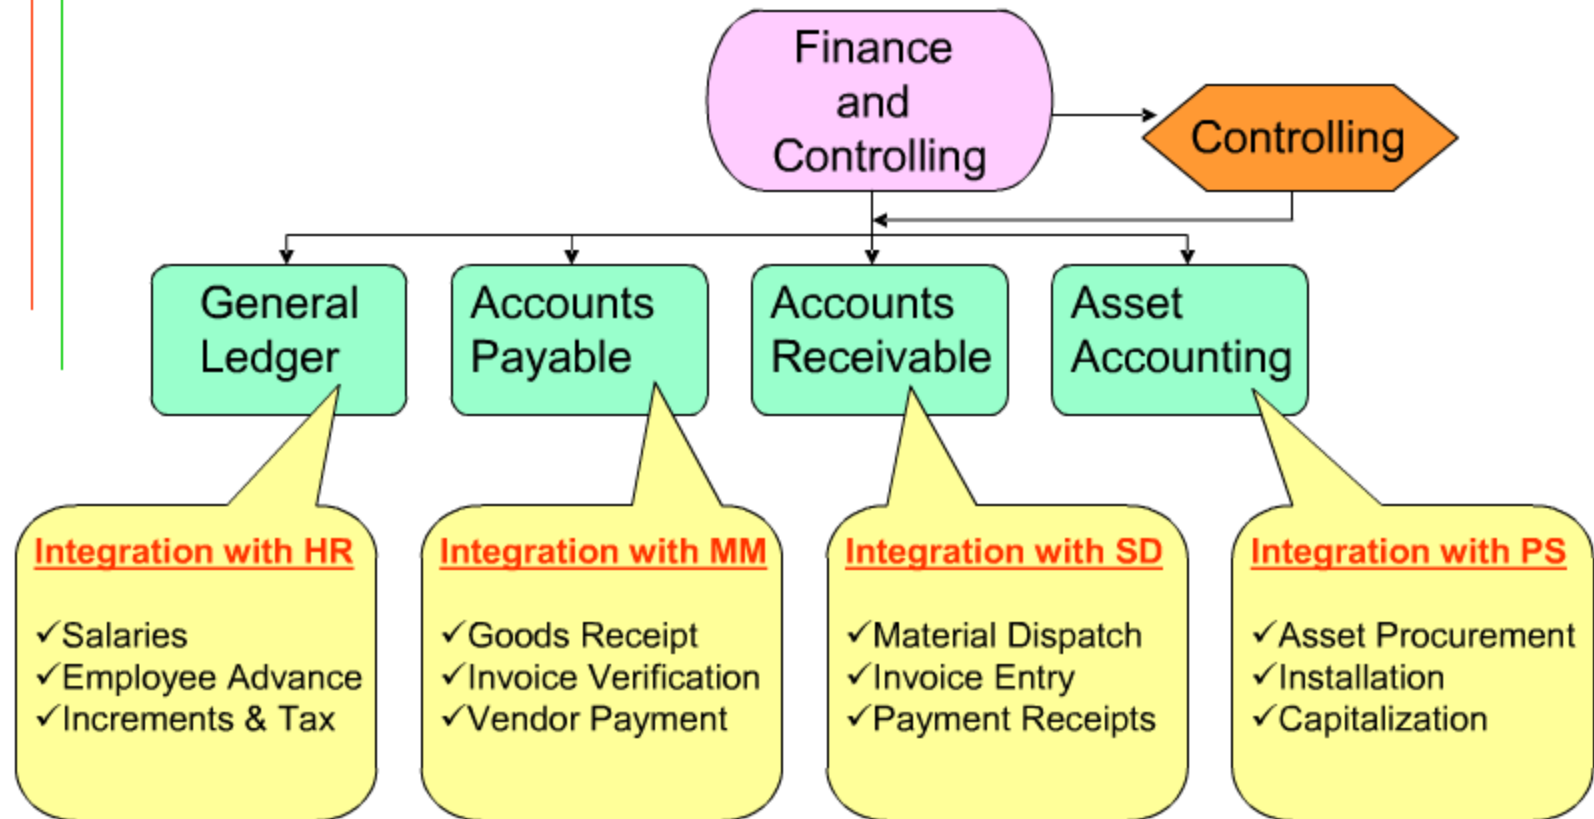 Finance
and
Controlling
Controlling
General
Ledger
Accounts
Payable
Accounts
Receivable
Asset
Accounting
Integration with HR
✓Salaries
✓Employee Advance
✓Increments & Tax
Integration with MM
✓Goods Receipt
✓Invoice Verification
✓Vendor Payment
Integration with SD
✓Material Dispatch
✓Invoice Entry
✓Payment Receipts
Integration with PS
✓Asset Procurement
✓Installation
✓Capitalization